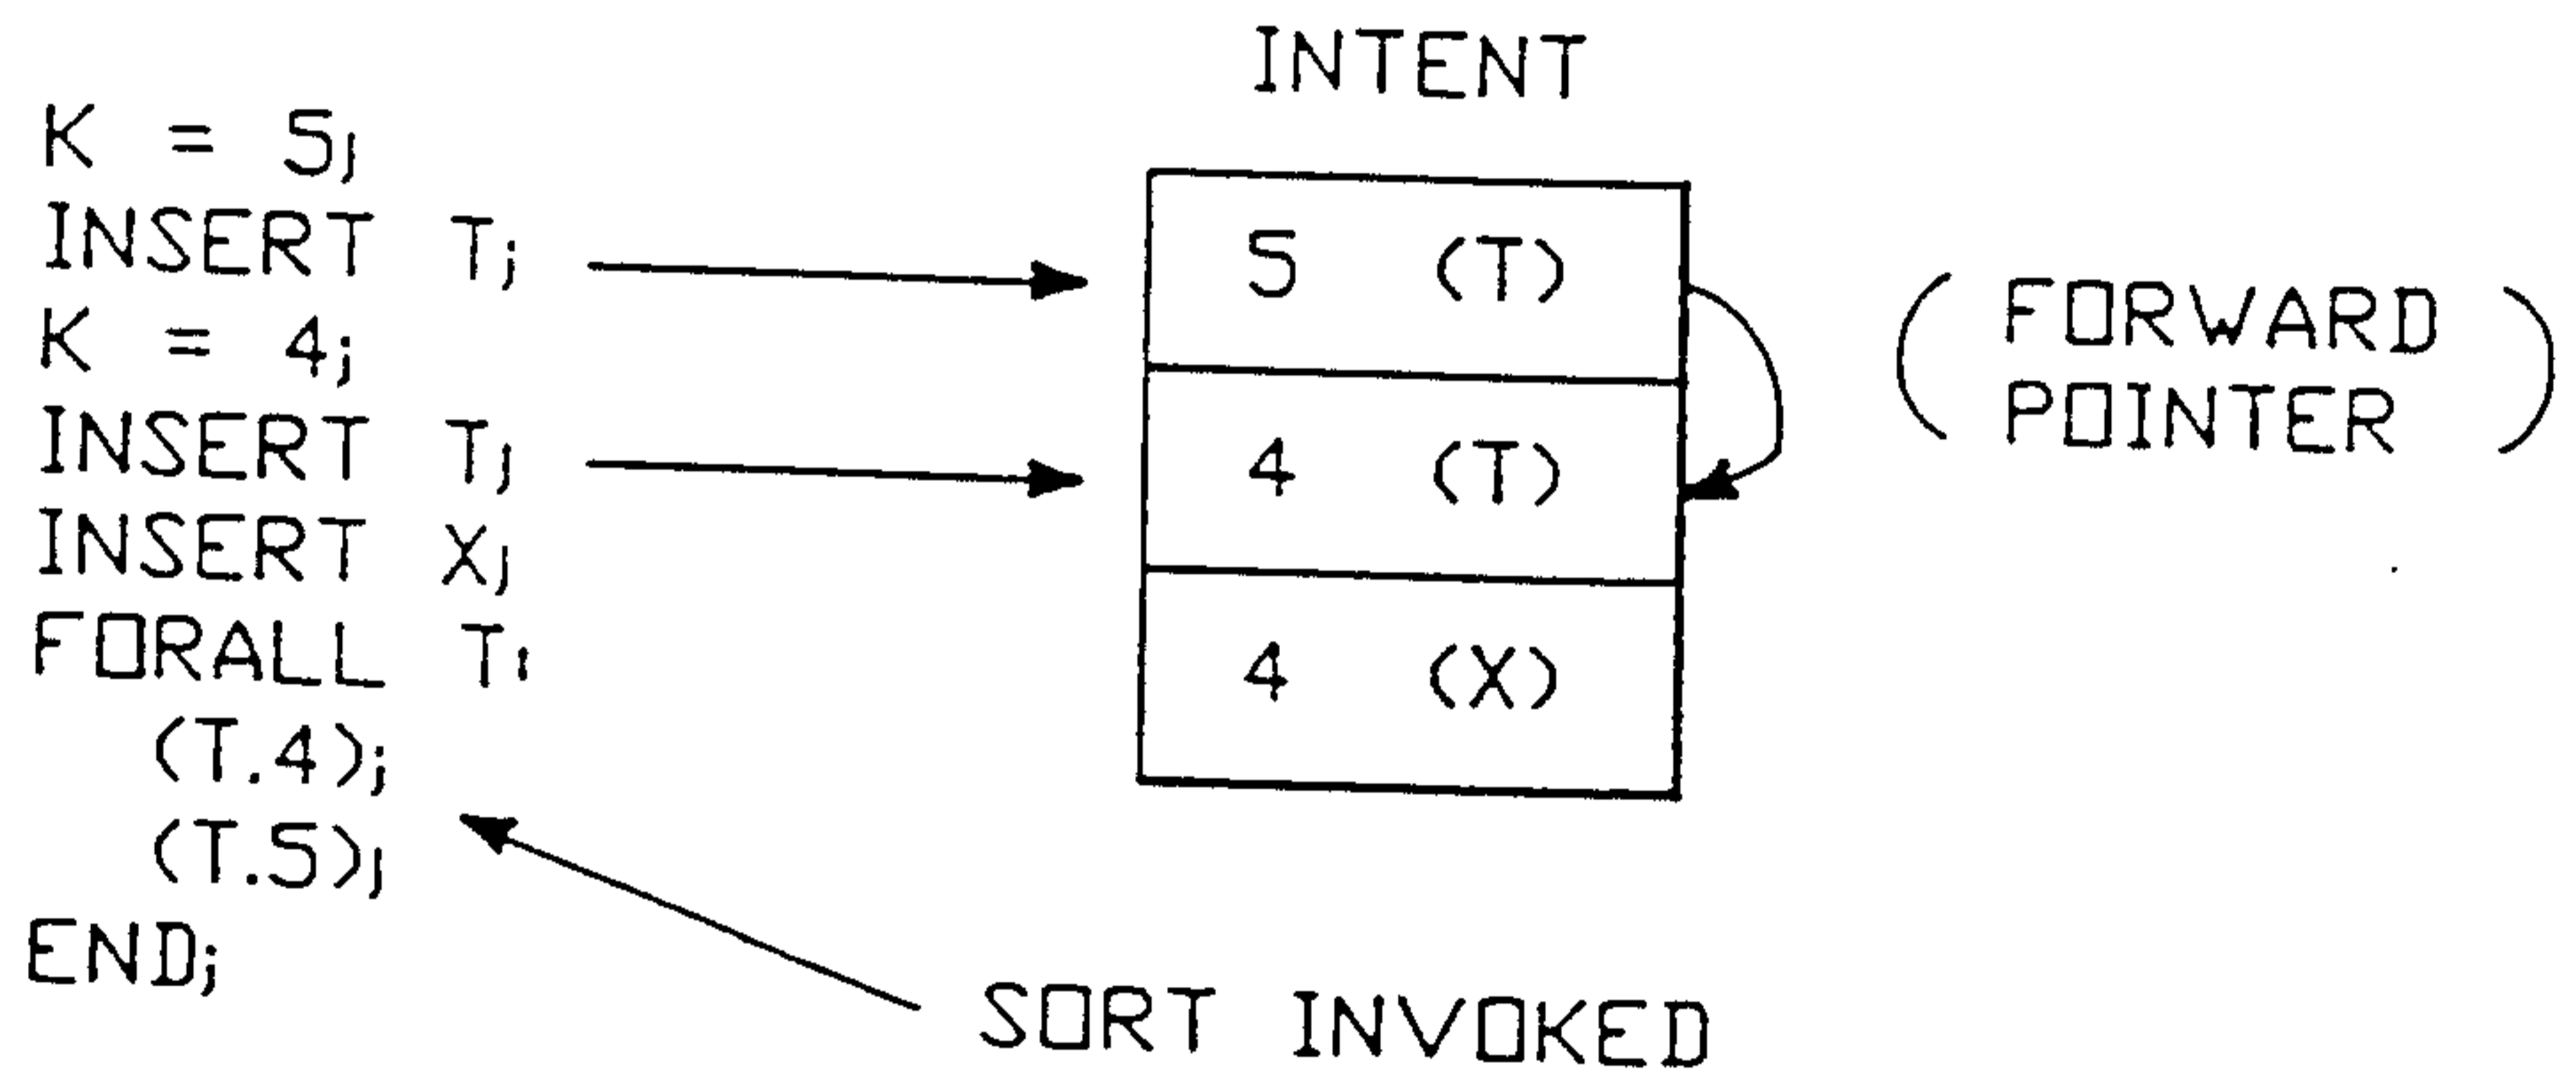 K = 5;
INSERT T;
K = 4;
INSERT T;
INSERT X;
FORALL T:
(T.4);
(T.5);
END;
INTENT
5 (T)
4 (T)
4 (X)
( FORWARD
POINTER )
SORT INVOKED